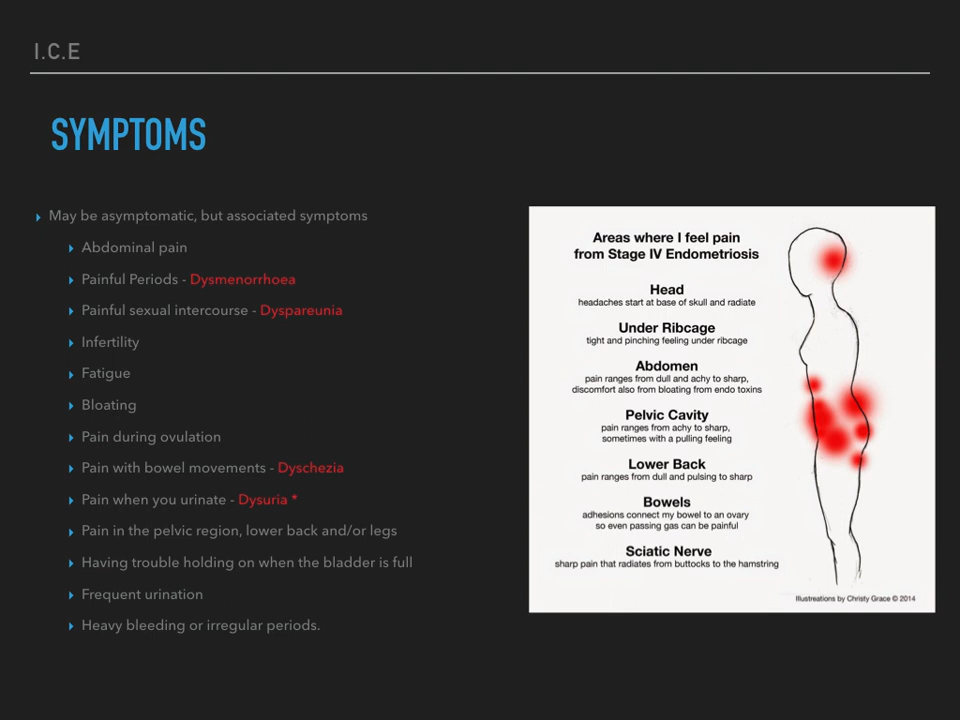 I.C.E
SYMPTOMS
May be asymptomatic, but associated symptoms
Abdominal pain
Painful Periods - Dysmenorrhoea
Painful sexual intercourse - Dyspareunia
Infertility
Fatigue
Bloating
Pain during ovulation
Pain with bowel movements - Dyschezia
Pain when you urinate - Dysuria *
Pain in the pelvic region, lower back and/or legs
Having trouble holding on when the bladder is full
Frequent urination
Heavy bleeding or irregular periods.
Areas where I feel pain
from Stage IV Endometriosis
Head
headaches start at base of skull and radiate
Under Ribcage
tight and pinching feeling under ribcage
Abdomen
pain ranges from dull and achy to sharp,
discomfort also from bloating from endo toxins
Pelvic Cavity
pain ranges from achy to sharp,
sometimes with a pulling feeling
Lower Back
pain ranges from dull and pulsing to sharp
Bowels
adhesions connect my bowel to an ovary
so even passing gas can be painful
Sciatic Nerve
sharp pain that radiates from buttocks to the hamstring
Illustreations by Christy Grace © 2014